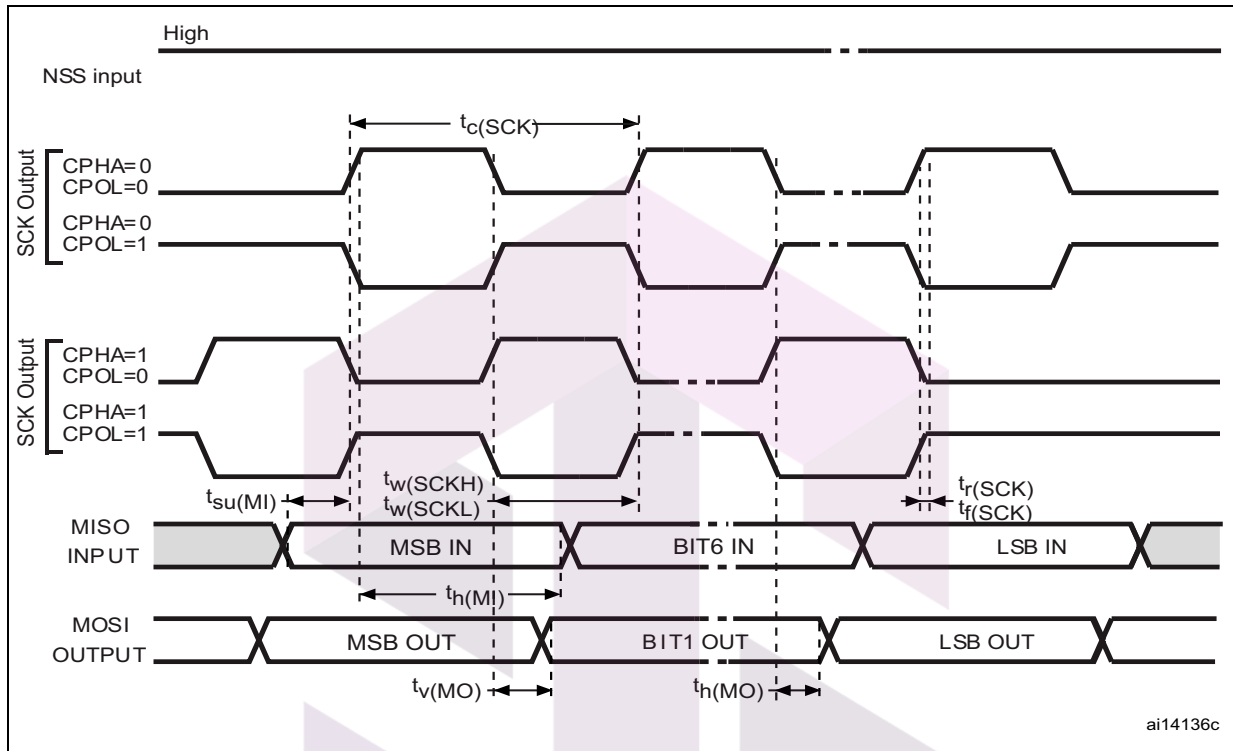 High
NSS input
tc(SCK)
SCK Output
CPHA=0
CPOL=0
CPHA=0
CPOL=1
SCK Output
CPHA=1
CPOL=0
CPHA=1
CPOL=1
tsu(MI)
tw(SCKH)
tw(SCKL)
tr(SCK)
tf(SCK)
MISO
INPUT
MSB IN
BIT6 IN
LSB IN
th(MI)
MOSI
OUTPUT
MSB OUT
BIT1 OUT
LSB OUT
tv(MO)
th(MO)
ai14136c